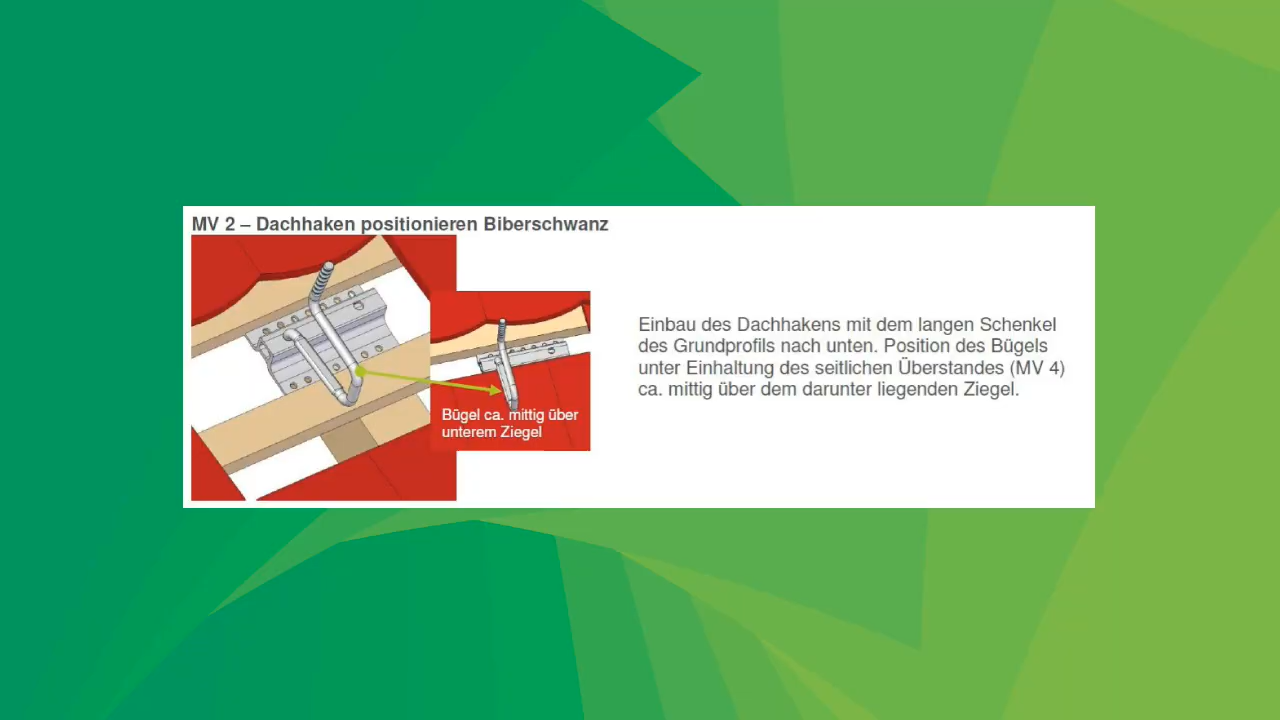 MV 2 – Dachhaken positionieren Biberschwanz
Bügel ca. mittig über
unterem Ziegel
Einbau des Dachhakens mit dem langen Schenkel
des Grundprofils nach unten. Position des Bügels
unter Einhaltung des seitlichen Überstandes (MV 4)
ca. mittig über dem darunter liegenden Ziegel.